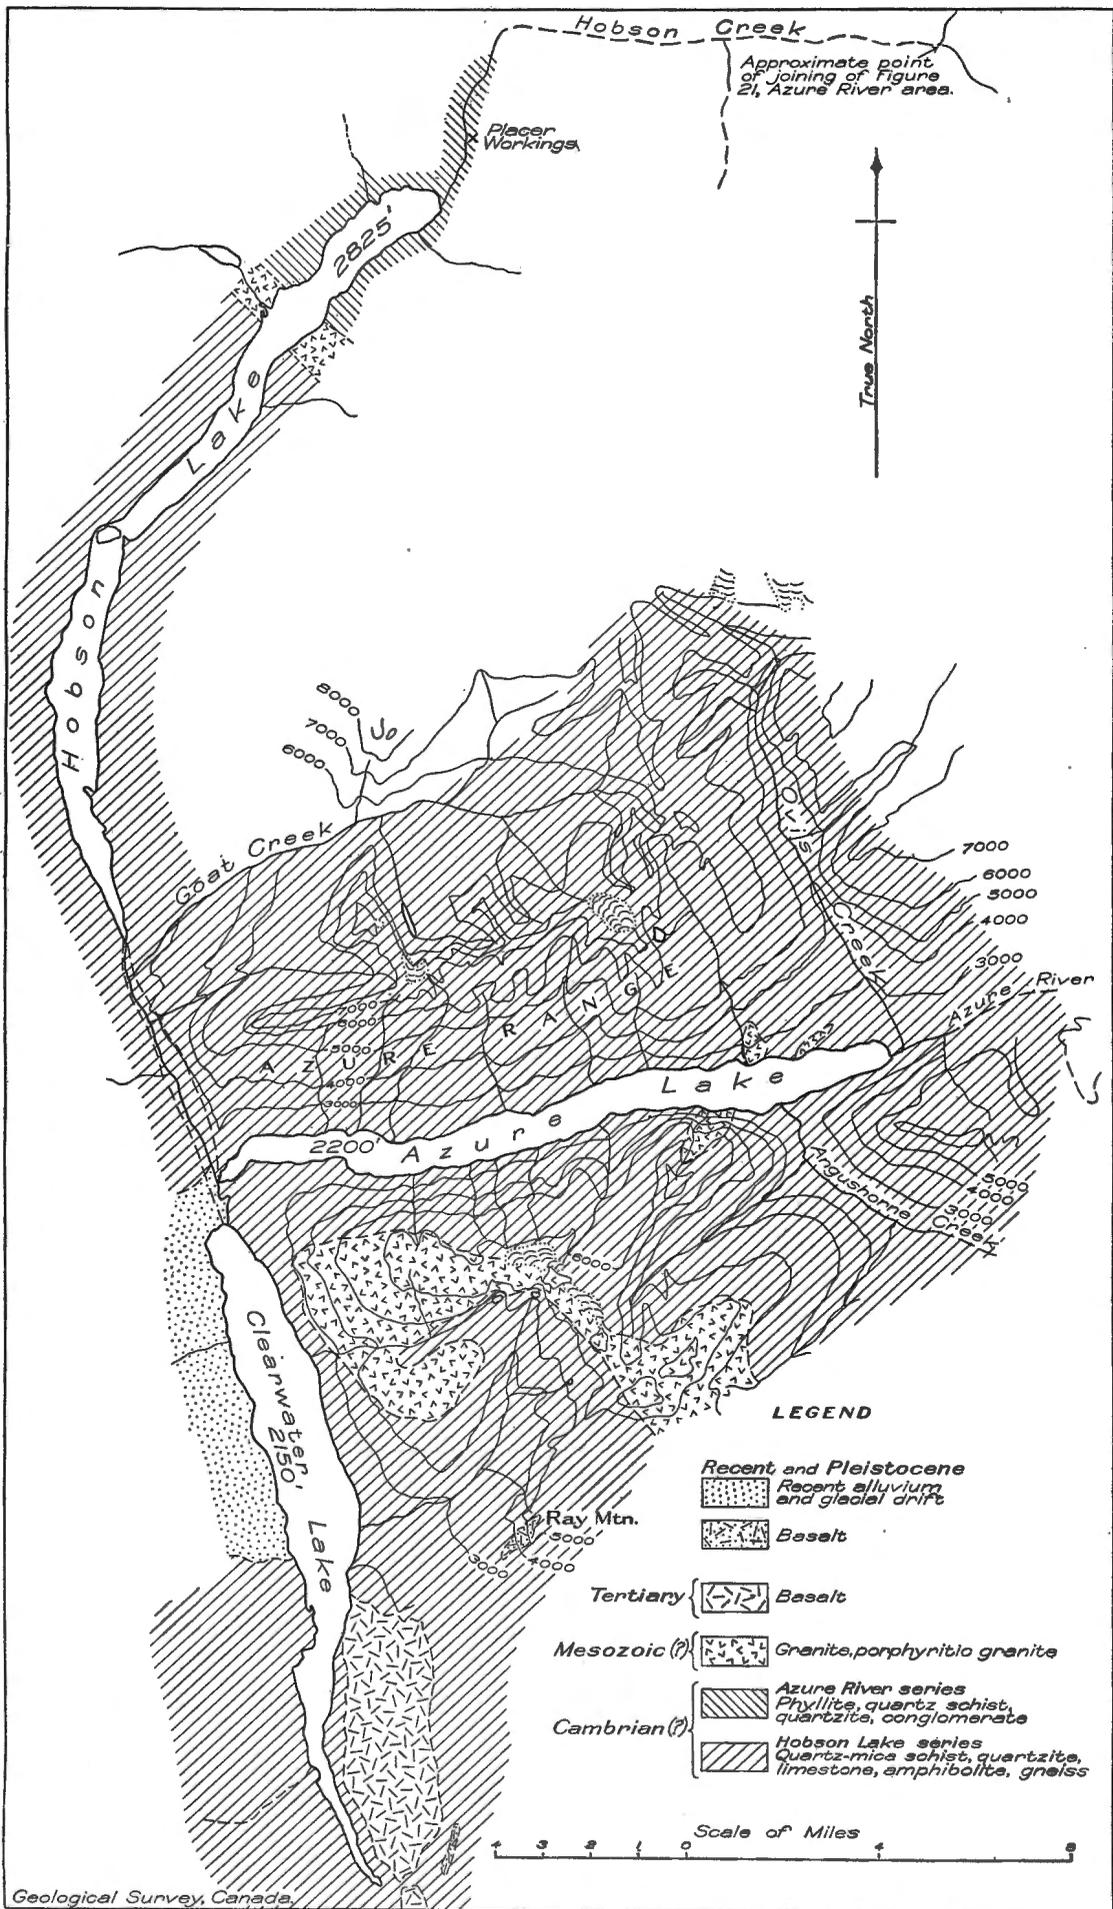 Hobson Creek
Approximate point
of joining of Figure
21, Azure River area.
Placer
Workings
2825'
True North
Lake
Hobson
8000
7000
6000
Goat Creek
Ovis
Creek
7000
6000
5000
4000
3000
Azure River
7000
6000
5000
4000
3000
AZURE RANGE
Azure Lake
2200'
Angushorne
Creek
5000
4000
3000
6000
Clearwater
2150'
Lake
Ray Mtn.
5000
4000
3000
LEGEND
Recent and Pleistocene
Recent alluvium
and glacial drift
Basalt
Tertiary
Basalt
Mesozoic (?)
Granite, porphyritic granite
Cambrian (?)
Azure River series
Phyllite, quartz schist,
quartzite, conglomerate
Hobson Lake series
Quartz-mica schist, quartzite,
limestone, amphibolite, gneiss
Scale of Miles
4 3 2 1 0 4 8
Geological Survey, Canada.